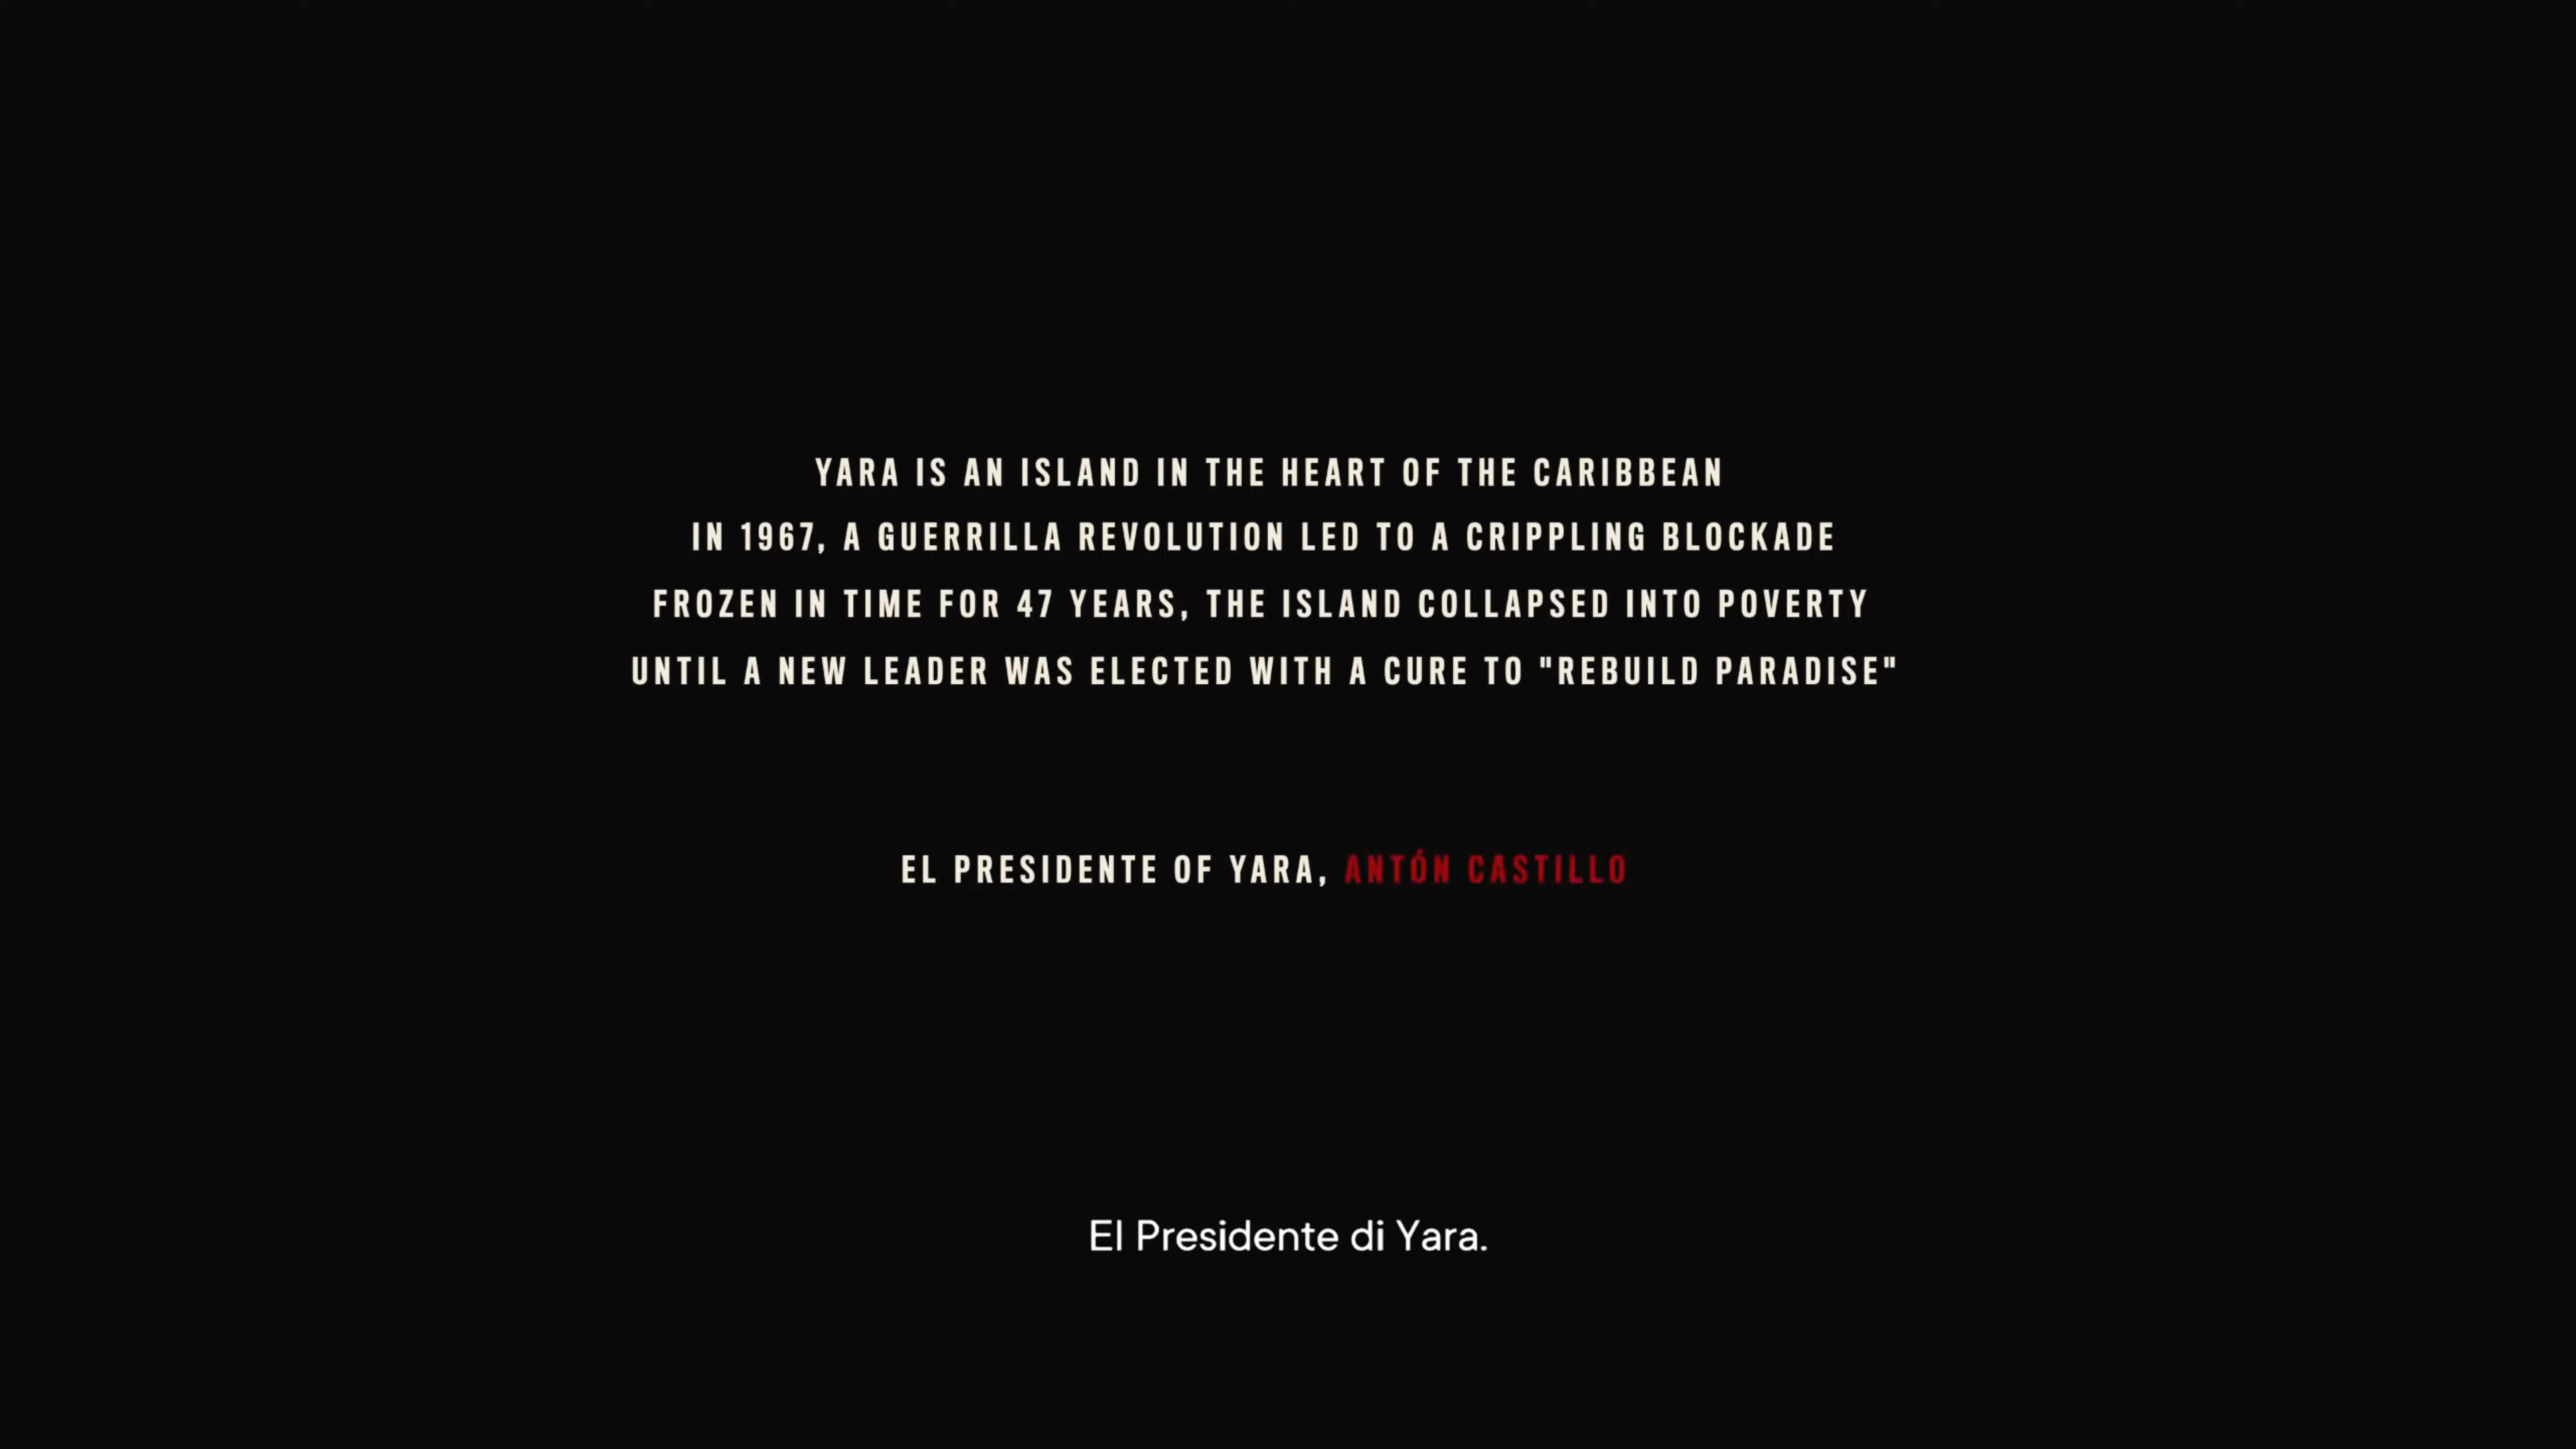 YARA IS AN ISLAND IN THE HEART OF THE CARIBBEAN
IN 1967, A GUERRILLA REVOLUTION LED TO A CRIPPLING BLOCKADE
FROZEN IN TIME FOR 47 YEARS, THE ISLAND COLLAPSED INTO POVERTY
UNTIL A NEW LEADER WAS ELECTED WITH A CURE TO "REBUILD PARADISE"
EL PRESIDENTE OF YARA, ANTÓN CASTILLO
El Presidente di Yara.